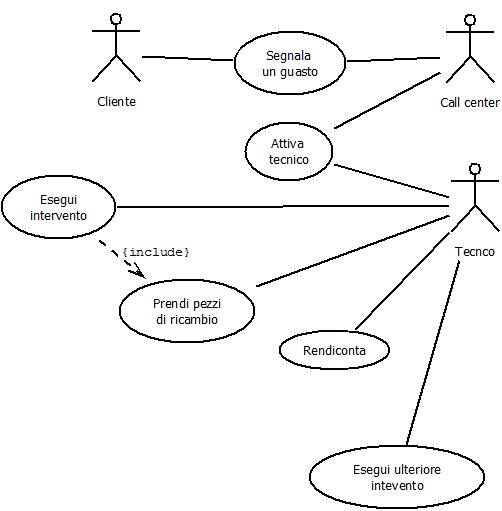 Segnala
un guasto
Cliente
Call center
Attiva
tecnico
Esegui
intervento
Tecnco
{include}
Prendi pezzi
di ricambio
Rendiconta
Esegui ulteriore
intevento